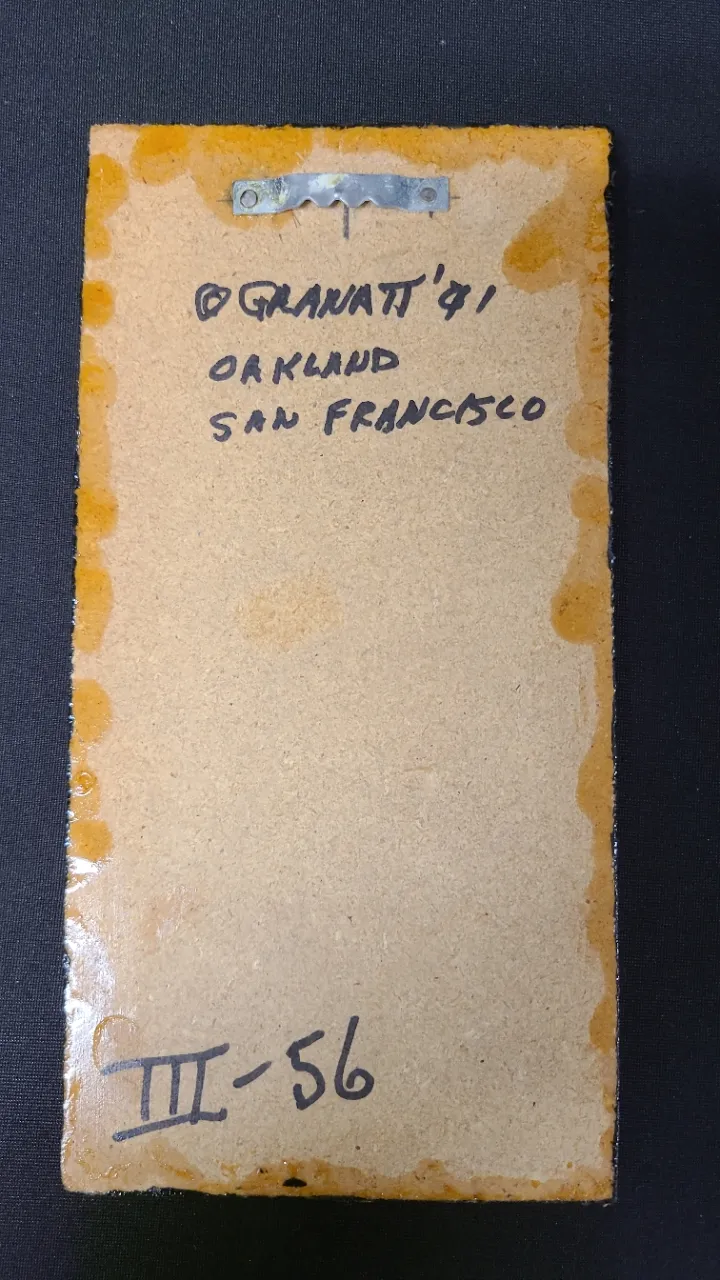 © GRANATT '91
OAKLAND
SAN FRANCISCO
III-56